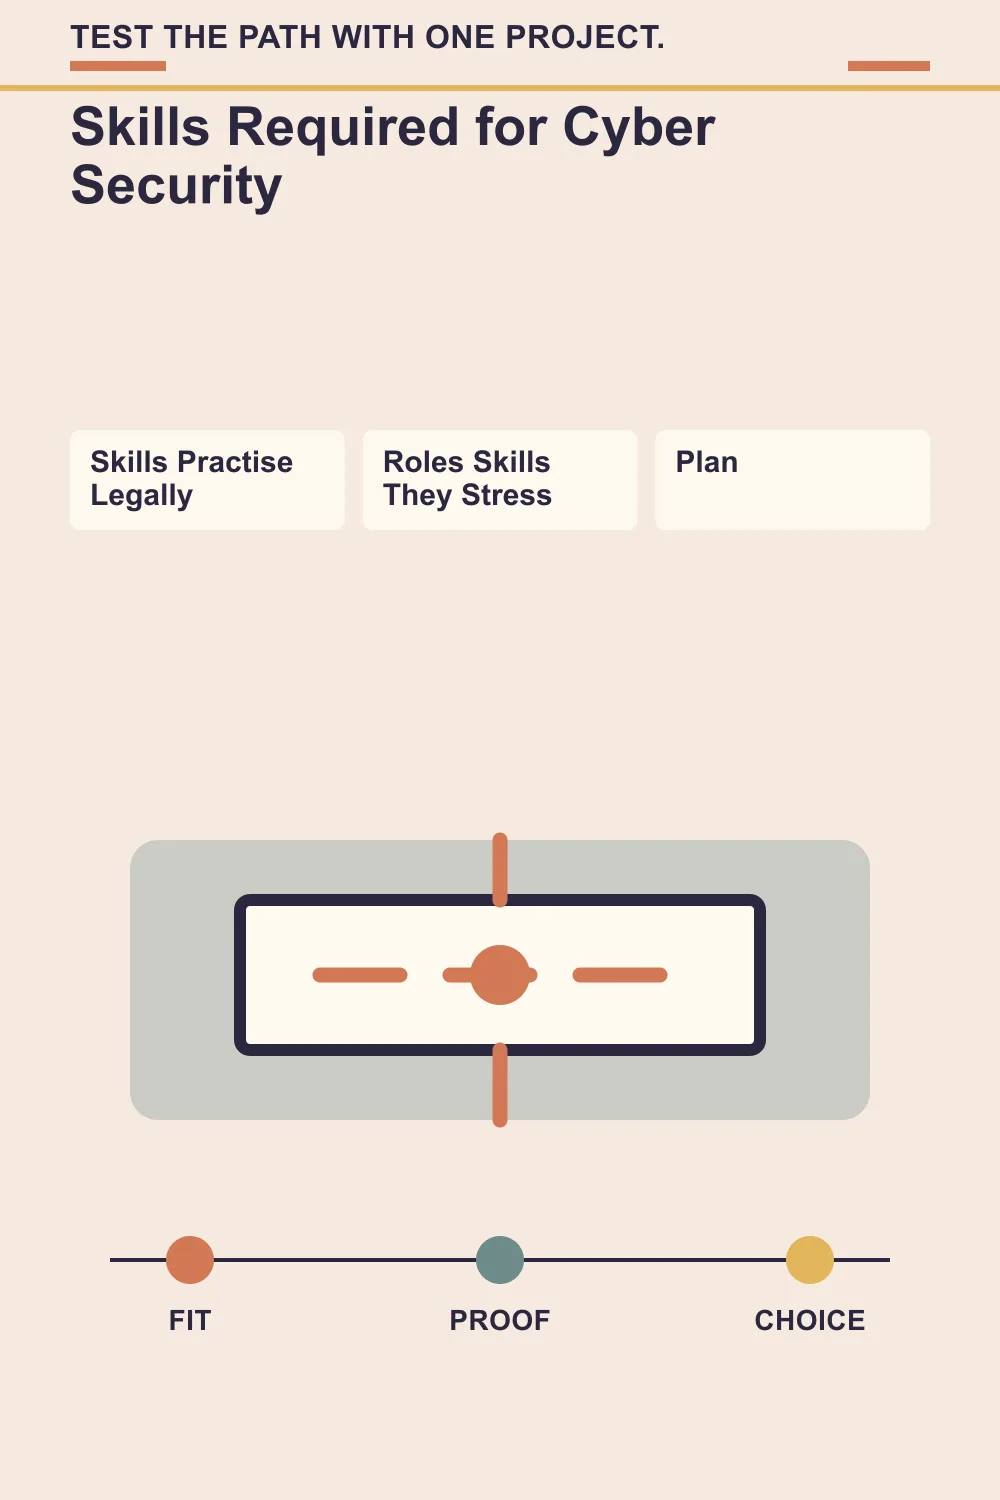 TEST THE PATH WITH ONE PROJECT.
Skills Required for Cyber
Security
Skills Practise
Legally
Roles Skills
They Stress
Plan
FIT
PROOF
CHOICE